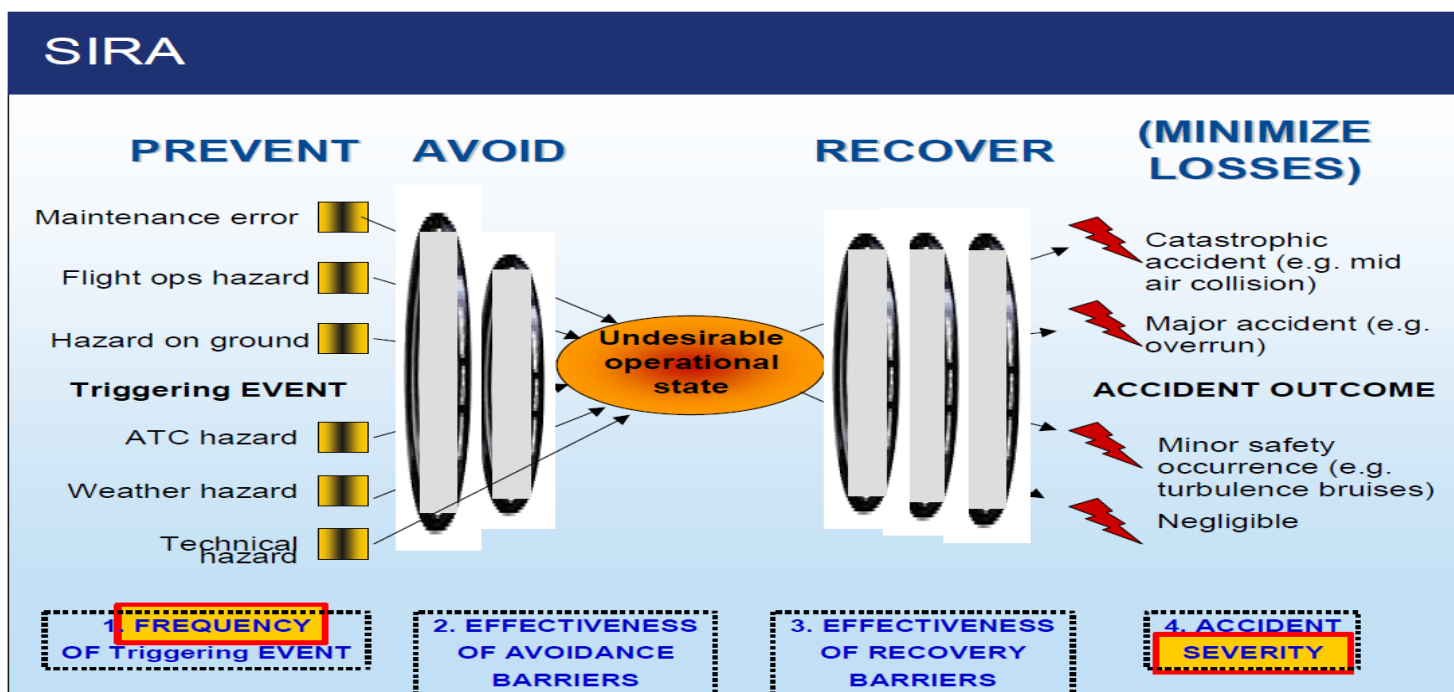 SIRA
PREVENT
AVOID
RECOVER
(MINIMIZE
LOSSES)
Maintenance error
Flight ops hazard
Hazard on ground
Triggering EVENT
ATC hazard
Weather hazard
Technical
hazard
Undesirable
operational
state
Catastrophic
accident (e.g. mid
air collision)
Major accident (e.g.
overrun)
ACCIDENT OUTCOME
Minor safety
occurrence (e.g.
turbulence bruises)
Negligible
1. FREQUENCY
OF Triggering EVENT
2. EFFECTIVENESS
OF AVOIDANCE
BARRIERS
3. EFFECTIVENESS
OF RECOVERY
BARRIERS
4. ACCIDENT
SEVERITY